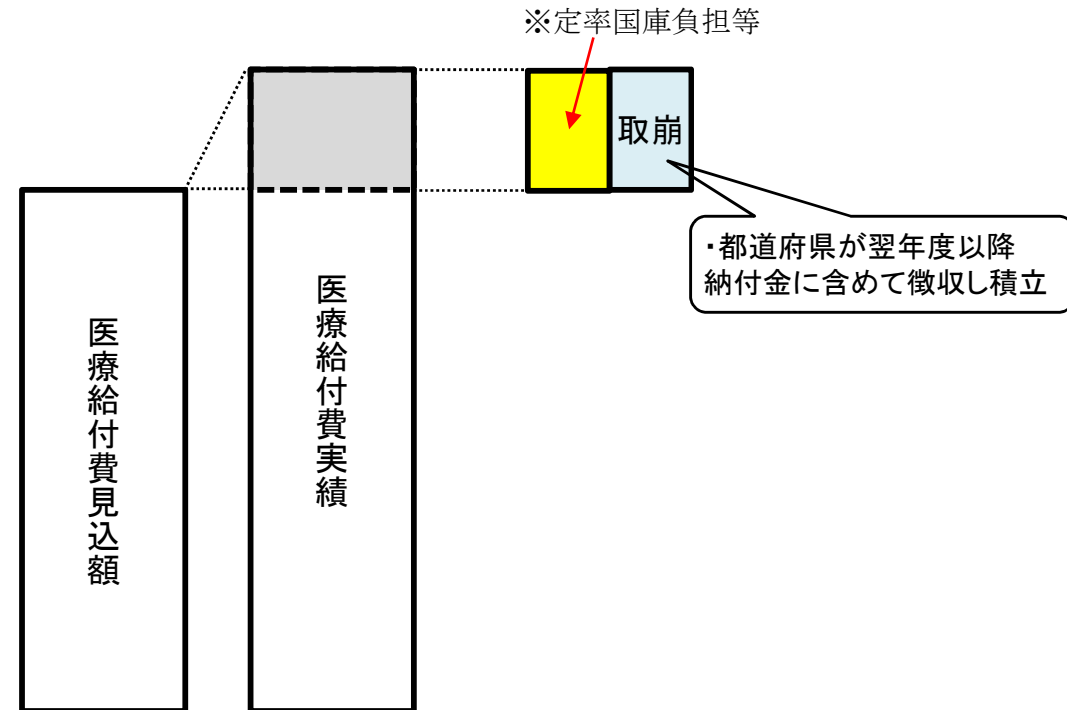 ※定率国庫負担等
取崩
・都道府県が翌年度以降
納付金に含めて徴収し積立
医療給付費実績
医療給付費見込額